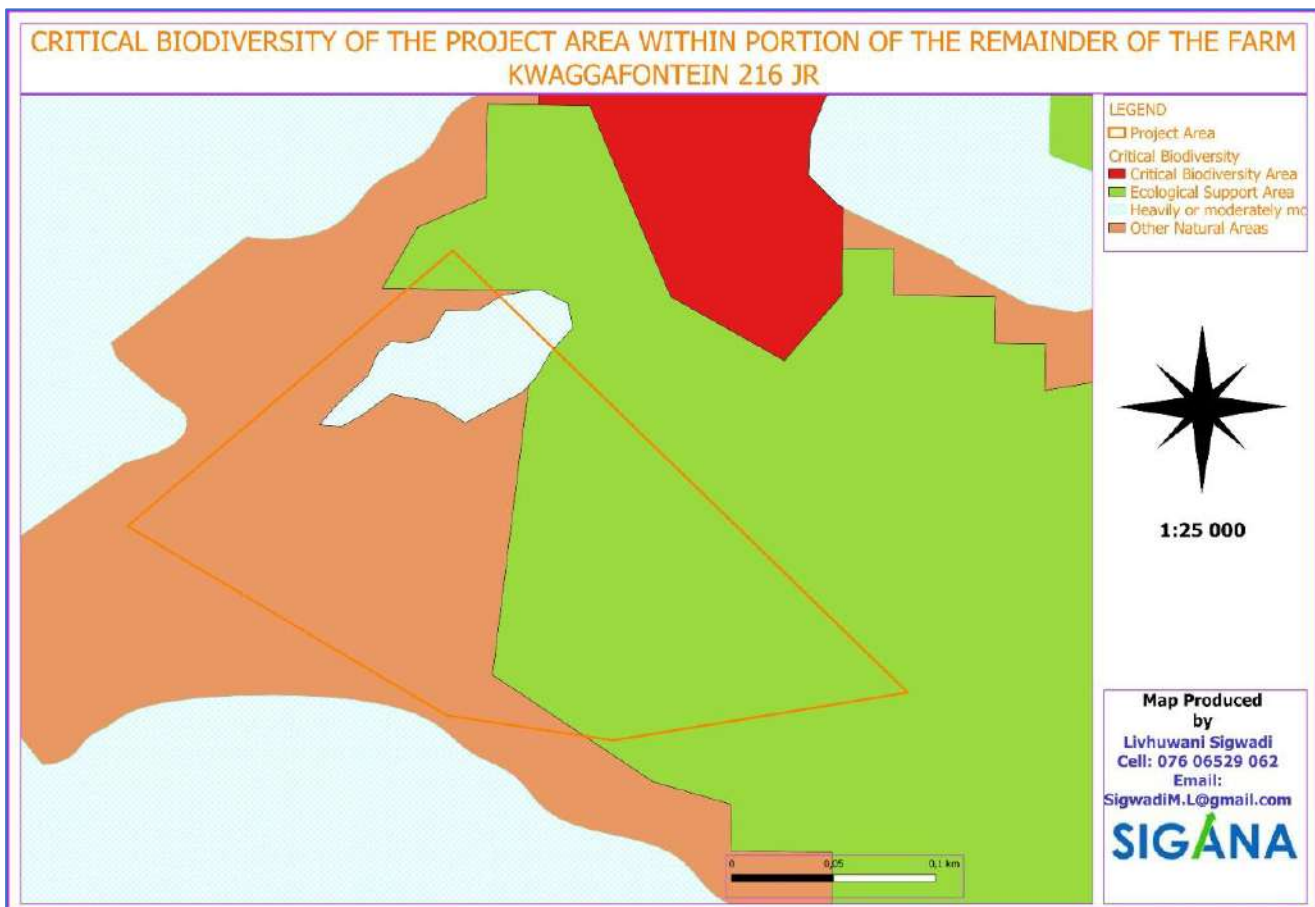 CRITICAL BIODIVERSITY OF THE PROJECT AREA WITHIN PORTION OF THE REMAINDER OF THE FARM
KWAGGAFONTEIN 216 JR
LEGEND
Project Area
Critical Biodiversity
Critical Biodiversity Area
Ecological Support Area
Heavily or moderately mo
Other Natural Areas
1:25 000
Map Produced
by
Livhuwani Sigwadi
Cell: 076 06529 062
Email:
SigwadiM.L@gmail.com
SIGANA
0 0,05 0,1 km